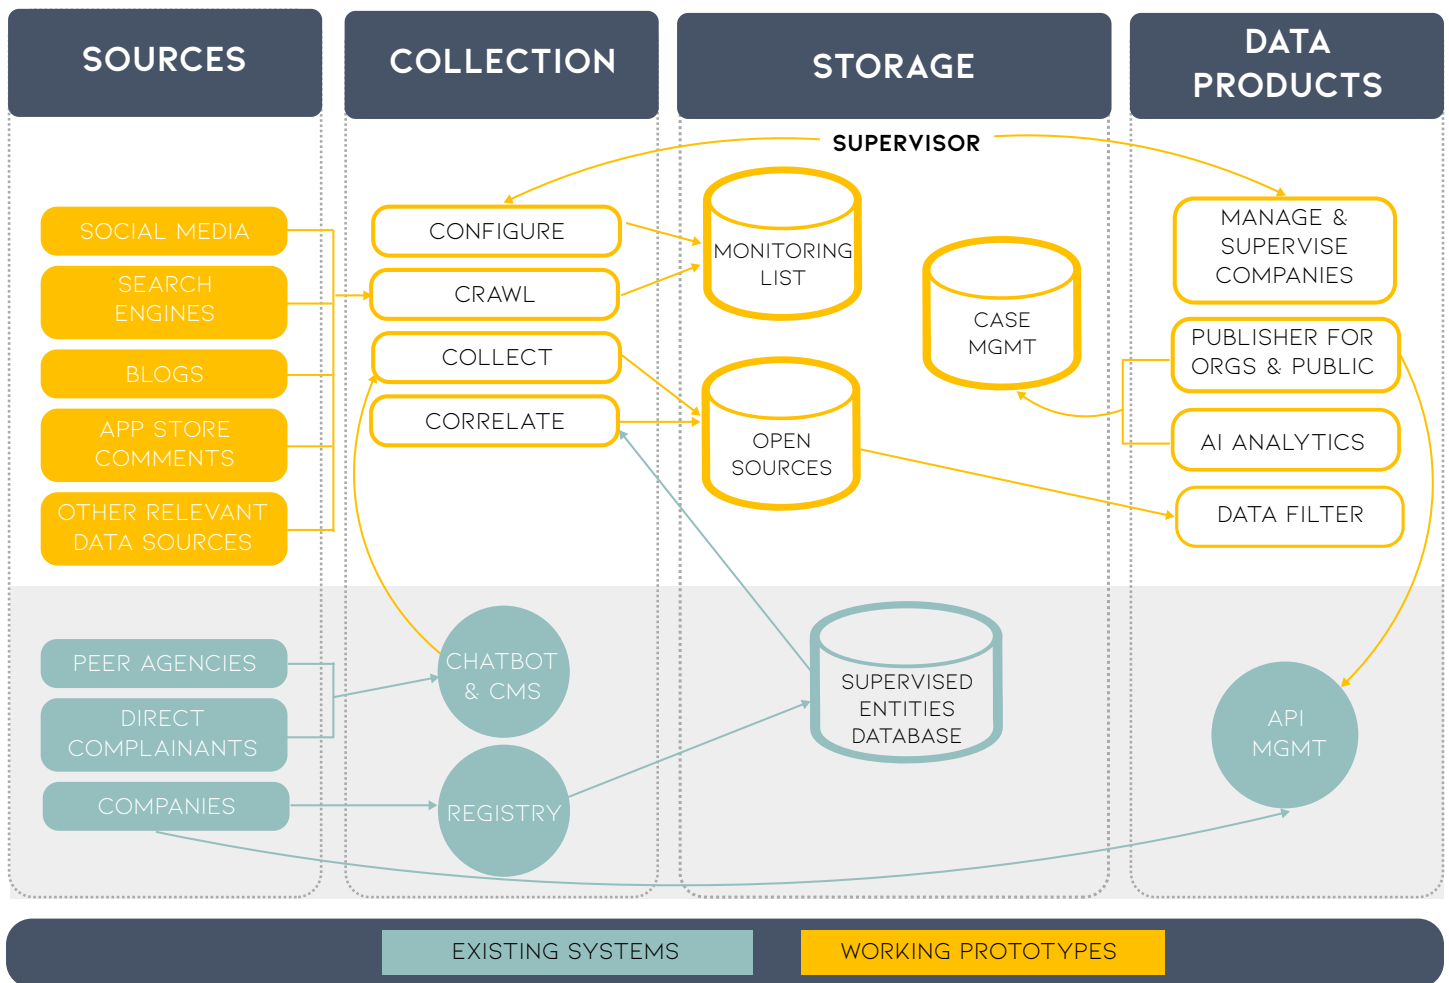 SOURCES
COLLECTION
STORAGE
DATA
PRODUCTS
SUPERVISOR
SOCIAL MEDIA
SEARCH
ENGINES
BLOGS
APP STORE
COMMENTS
OTHER RELEVANT
DATA SOURCES
PEER AGENCIES
DIRECT
COMPLAINANTS
COMPANIES
CONFIGURE
CRAWL
COLLECT
CORRELATE
CHATBOT
& CMS
REGISTRY
MONITORING
LIST
OPEN
SOURCES
CASE
MGMT
SUPERVISED
ENTITIES
DATABASE
MANAGE &
SUPERVISE
COMPANIES
PUBLISHER FOR
ORGS & PUBLIC
AI ANALYTICS
DATA FILTER
API
MGMT
EXISTING SYSTEMS
WORKING PROTOTYPES